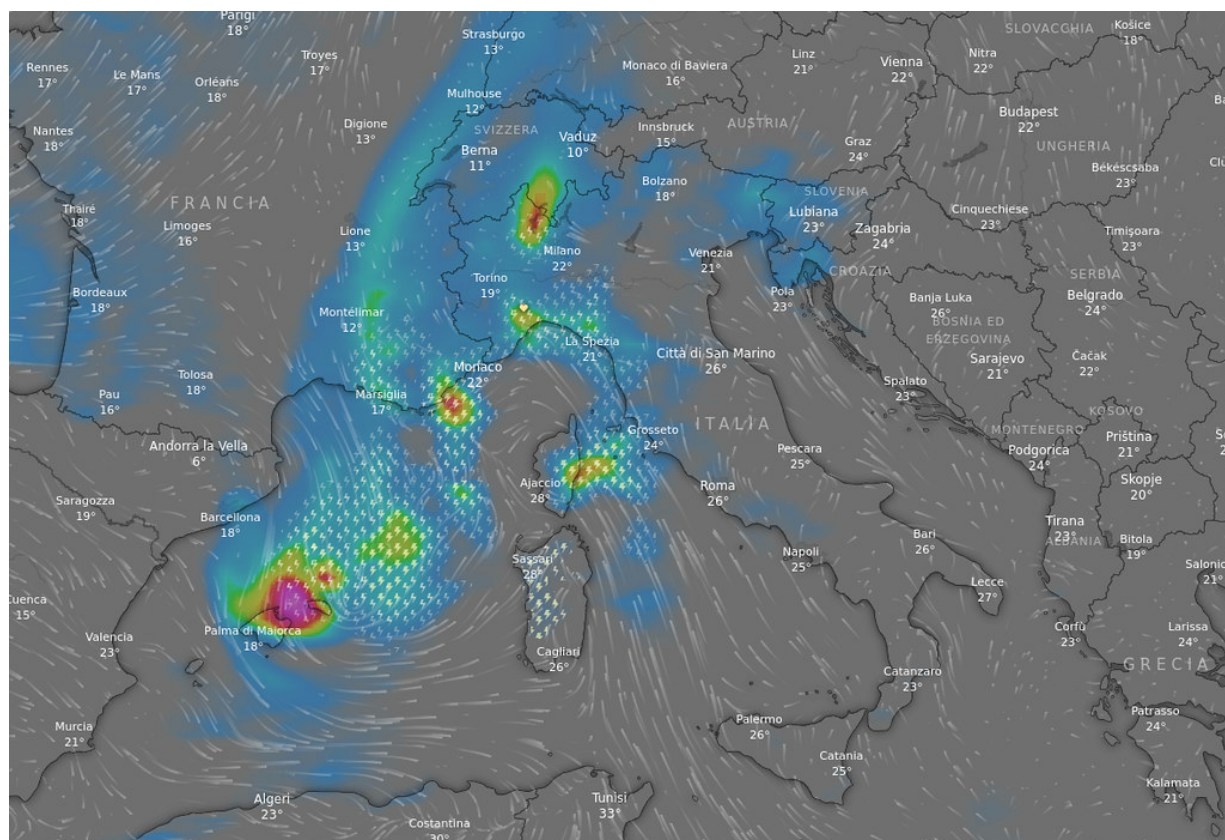 Parigi
18°
Strasburgo
13°
Troyes
17°
Rennes
17°
Le Mans
17°
Orléans
18°
Nantes
18°
Mulhouse
12°
Digione
13°
SVIZZERA
Berna
11°
Vaduz
10°
Monaco di Baviera
16°
Innsbruck
15°
AUSTRIA
Linz
21°
Vienna
22°
SLOVACCHIA
Košice
18°
Nitra
22°
Budapest
22°
UNGHERIA
Békéscsaba
23°
Graz
24°
Bolzano
18°
SLOVENIA
Lubiana
23°
Zagabria
24°
Cinquechiese
23°
Timişoara
23°
FRANCIA
Thairé
18°
Limoges
16°
Lione
13°
Milano
22°
Torino
19°
Venezia
21°
CROAZIA
Pola
23°
SERBIA
Belgrado
24°
Banja Luka
26°
BOSNIA ED
ERZEGOVINA
Sarajevo
21°
Čačak
22°
Bordeaux
18°
Montélimar
12°
La Spezia
21°
Città di San Marino
26°
Monaco
22°
Marsiglia
17°
Tolosa
18°
Pau
16°
Spalato
23°
KOSOVO
MONTENEGRO
Podgorica
24°
Priština
21°
Skopje
20°
Andorra la Vella
6°
Grosseto
24°
ITALIA
Pescara
25°
Ajaccio
28°
Roma
26°
Saragozza
19°
Barcellona
18°
Tirana
23°
ALBANIA
Bitola
19°
Bari
26°
Napoli
25°
Sassari
28°
Lecce
27°
21°
Cuenca
15°
Valencia
23°
Palma di Maiorca
18°
Cagliari
26°
Corfù
23°
Larissa
24°
GRECIA
Catanzaro
23°
Murcia
21°
Palermo
26°
Catania
25°
Patrasso
24°
Kalamata
21°
Algeri
23°
Tunisi
33°
Costantina
30°